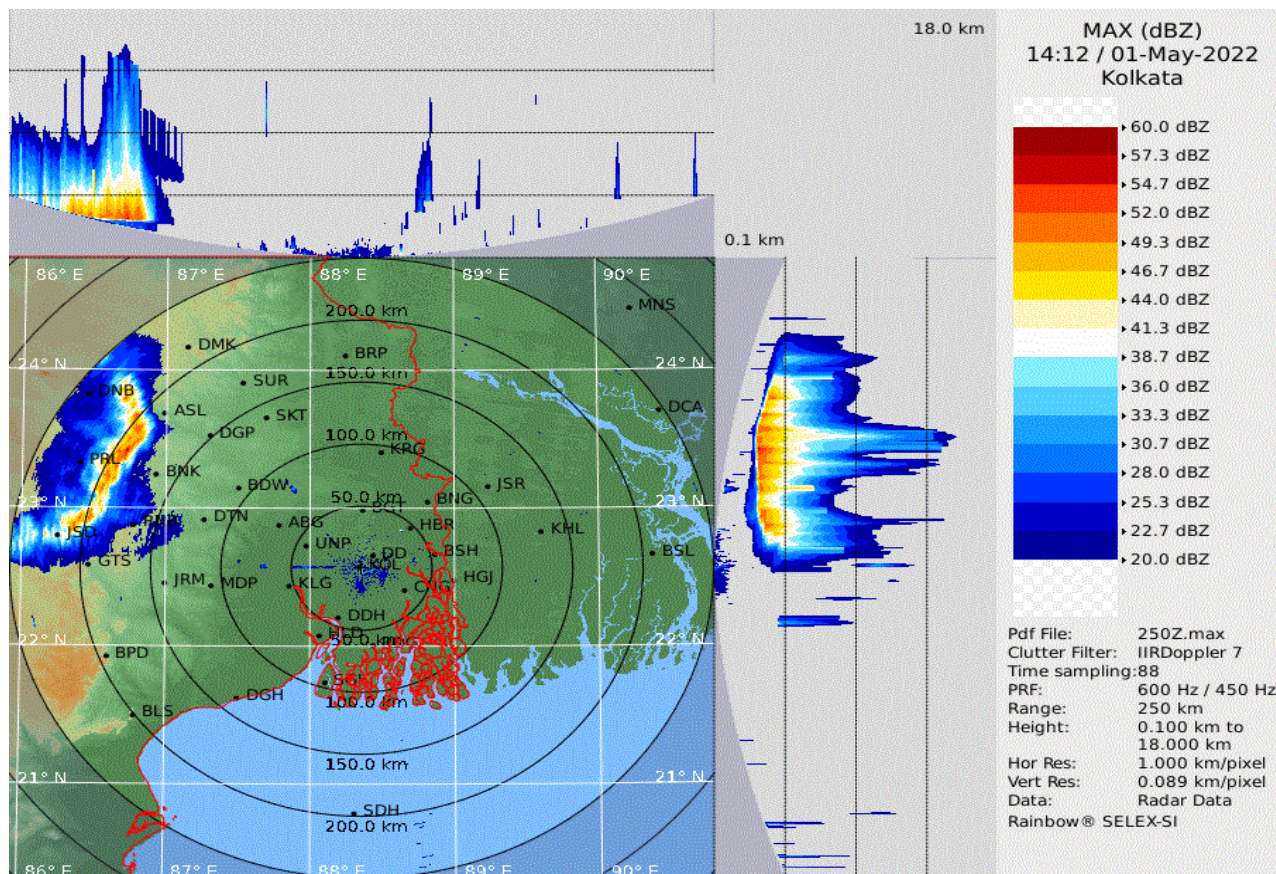 18.0 km
0.1 km
MAX (dBZ)
14:12 / 01-May-2022
Kolkata
60.0 dBZ
57.3 dBZ
54.7 dBZ
52.0 dBZ
49.3 dBZ
46.7 dBZ
44.0 dBZ
41.3 dBZ
38.7 dBZ
36.0 dBZ
33.3 dBZ
30.7 dBZ
28.0 dBZ
25.3 dBZ
22.7 dBZ
20.0 dBZ
Pdf File: 250Z.max
Clutter Filter: IIRDoppler 7
Time sampling:88
PRF: 600 Hz / 450 Hz
Range: 250 km
Height: 0.100 km to
18.000 km
Hor Res: 1.000 km/pixel
Vert Res: 0.089 km/pixel
Data: Radar Data
Rainbow® SELEX-SI
86° E 87° E 88° E 89° E 90° E
MNS
200.0 km
DMK
BRP
24° N 24° N
150.0 km
SUR
DNB
DCA
ASL
SKT
DGP
100.0 km
KRG
PRL
BNK
BDW
JSR
50.0 km
BNG
23° N 23° N
DTN
ABG
HBR
KHL
JSD
UNP
DD
BSH
BSL
GTS
KOL
HGJ
JRM
MDP
KLG
DDH
22° N 22° N
50.0 km
BPD
DGH
100.0 km
BLS
150.0 km
21° N 21° N
SDH
200.0 km
86° E 87° E 88° E 89° E 90° E